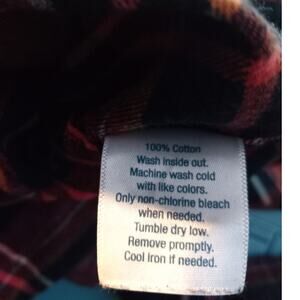 100% Cotton
Wash inside out.
Machine wash cold
with like colors.
Only non-chlorine bleach
when needed.
Tumble dry low.
Remove promptly.
Cool Iron if needed.